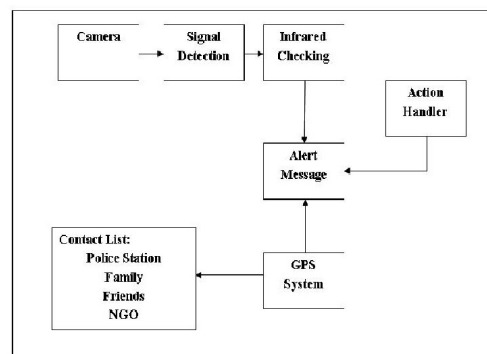 Camera
Signal
Detection
Infrared
Checking
Action
Handler
Alert
Message
Contact List:
Police Station
Family
Friends
NGO
GPS
System